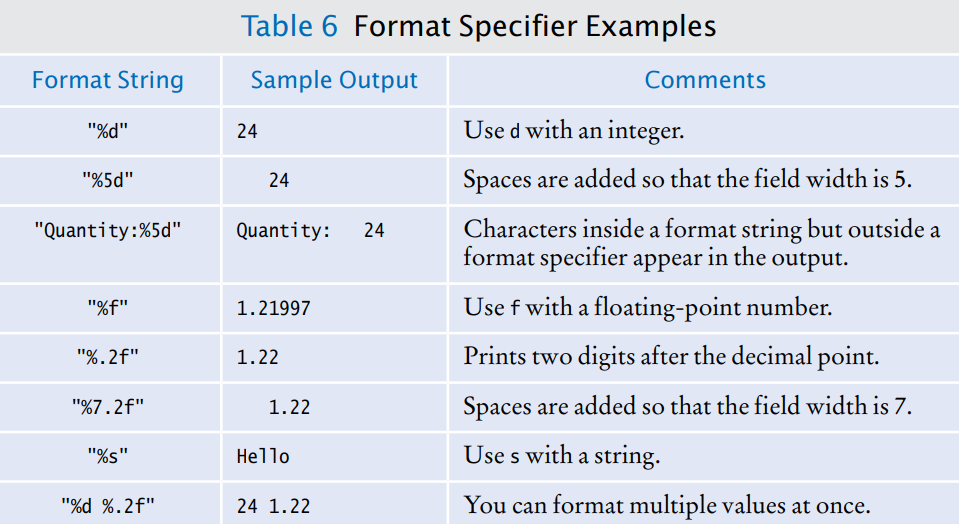 Table 6 Format Specifier Examples
Format String Sample Output Comments
"%d" 24 Use d with an integer.
"%5d"    24 Spaces are added so that the field width is 5.
"Quantity:%5d" Quantity:   24 Characters inside a format string but outside a
format specifier appear in the output.
"%f" 1.21997 Use f with a floating-point number.
"%.2f" 1.22 Prints two digits after the decimal point.
"%7.2f"    1.22 Spaces are added so that the field width is 7.
"%s" Hello Use s with a string.
"%d %.2f" 24 1.22 You can format multiple values at once.